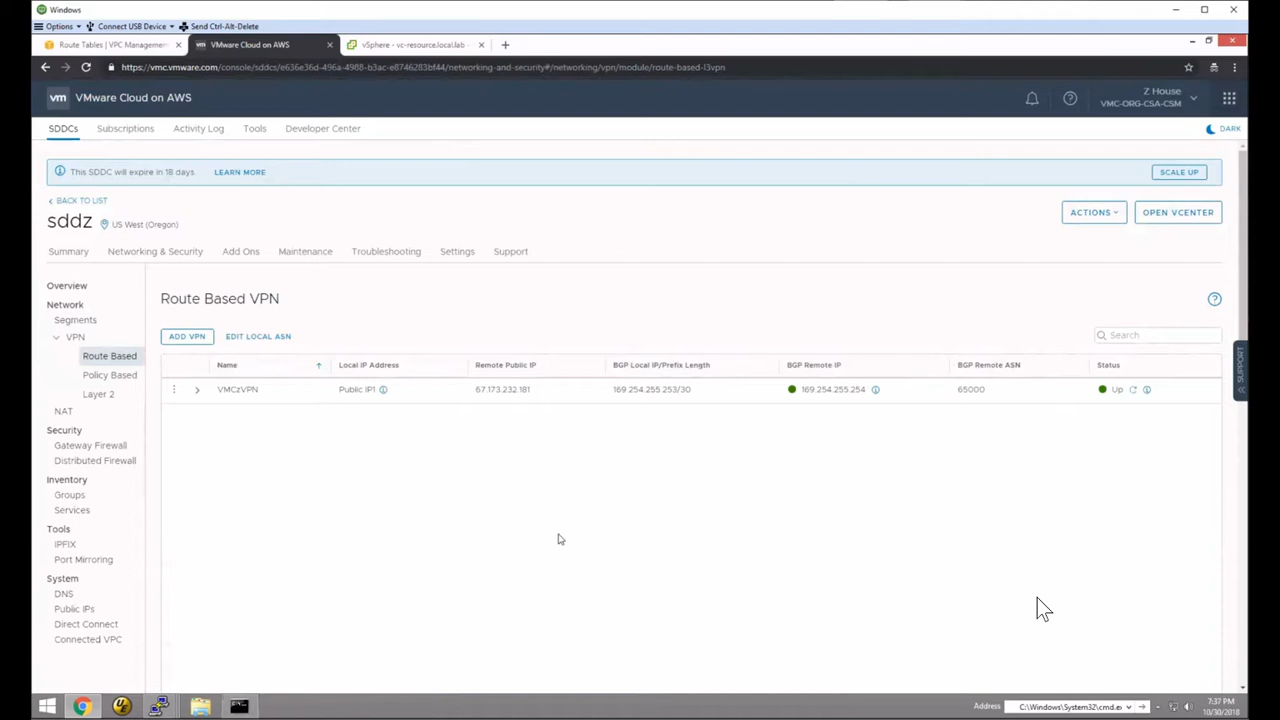 Windows
Options Connect USB Device Send Ctrl-Alt-Delete
Route Tables | VPC Managemen × VMware Cloud on AWS × vSphere - vc-resource.local.lab - × +
https://vmc.vmware.com/console/sddcs/e636e36d-496a-4988-b3ac-e8746283bf44/networking-and-security#/networking/vpn/module/route-based-l3vpn
vm VMware Cloud on AWS
Z House
VMC-ORG-CSA-CSM
SDDCs Subscriptions Activity Log Tools Developer Center DARK
This SDDC will expire in 18 days. LEARN MORE SCALE UP
BACK TO LIST
sddz US West (Oregon) ACTIONS OPEN VCENTER
Summary Networking & Security Add Ons Maintenance Troubleshooting Settings Support
Overview
Network
Segments
VPN
Route Based
Policy Based
Layer 2
NAT
Security
Gateway Firewall
Distributed Firewall
Inventory
Groups
Services
Tools
IPFIX
Port Mirroring
System
DNS
Public IPs
Direct Connect
Connected VPC
Route Based VPN
ADD VPN EDIT LOCAL ASN Search
Name Local IP Address Remote Public IP BGP Local IP/Prefix Length BGP Remote IP BGP Remote ASN Status
VMCzVPN Public IP1 67.173.232.181 169.254.255.253/30 169.254.255.254 65000 Up
SUPPORT
Address C:\Windows\System32\cmd.e
7:37 PM
10/30/2018